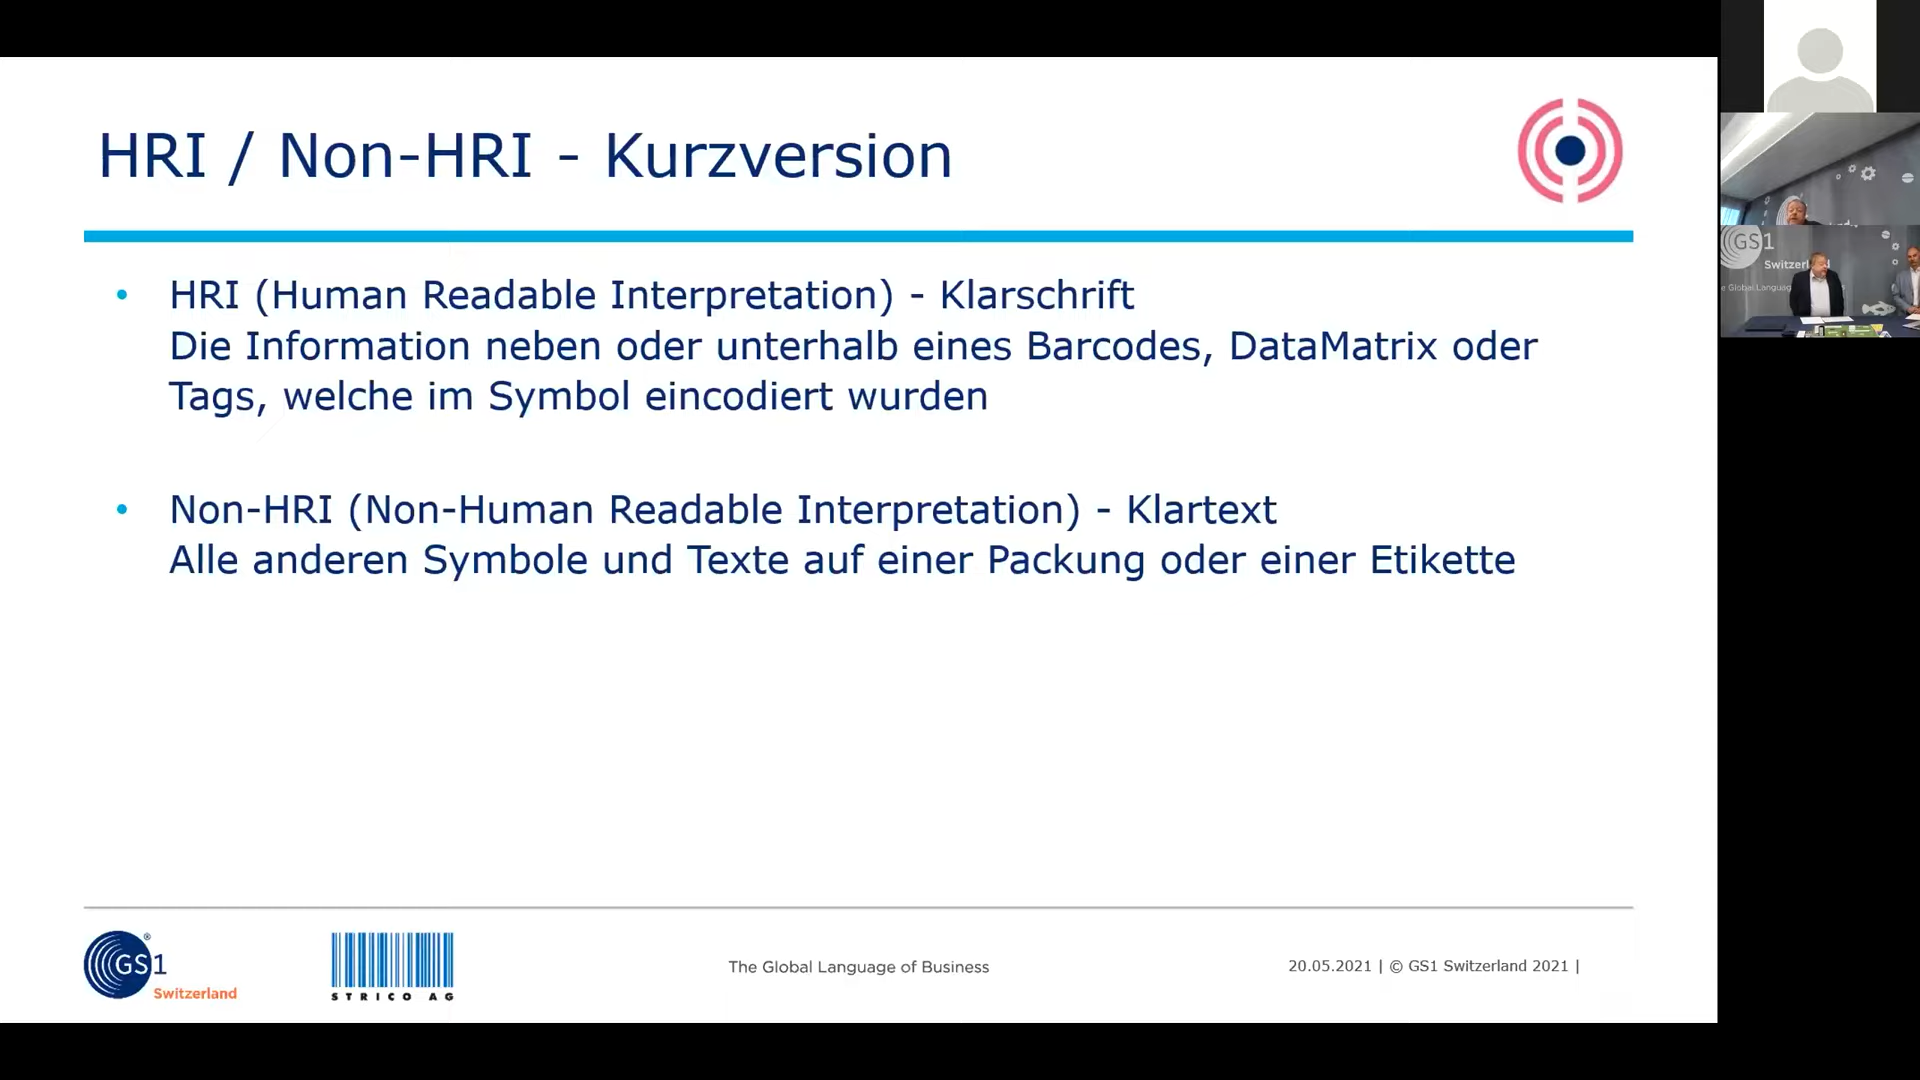 HRI / Non-HRI - Kurzversion
• HRI (Human Readable Interpretation) - Klarschrift
Die Information neben oder unterhalb eines Barcodes, DataMatrix oder
Tags, welche im Symbol eincodiert wurden
• Non-HRI (Non-Human Readable Interpretation) - Klartext
Alle anderen Symbole und Texte auf einer Packung oder einer Etikette
GS1 ®
Switzerland
STRICO AG
The Global Language of Business
20.05.2021 | © GS1 Switzerland 2021 |
GS1